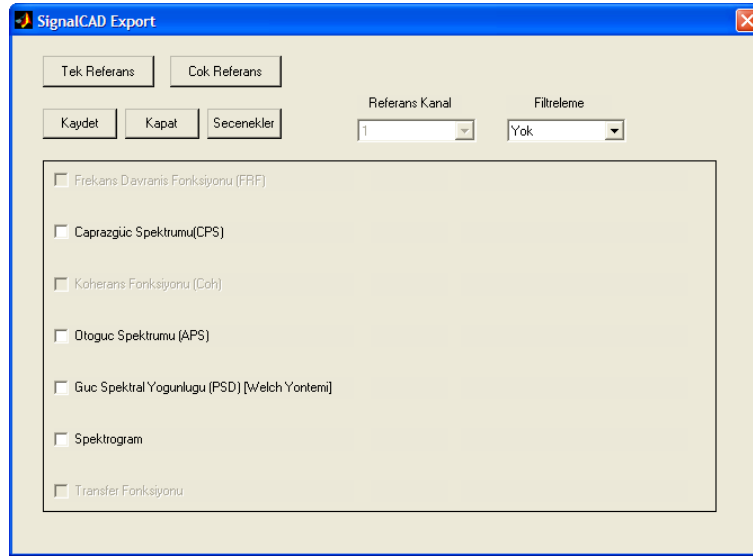 SignalCAD Export
Tek Referans Cok Referans
Referans Kanal Filtreleme
Kaydet Kapat Secenekler 1 Yok
Frekans Davranis Fonksiyonu (FRF)
Caprazgüc Spektrumu(CPS)
Koherans Fonksiyonu (Coh)
Otoguc Spektrumu (APS)
Guc Spektral Yogunlugu (PSD) [Welch Yontemi]
Spektrogram
Transfer Fonksiyonu